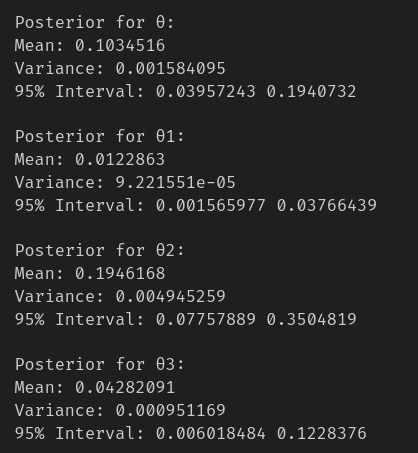 Posterior for θ:
Mean: 0.1034516
Variance: 0.001584095
95% Interval: 0.03957243 0.1940732
Posterior for θ1:
Mean: 0.0122863
Variance: 9.221551e-05
95% Interval: 0.001565977 0.03766439
Posterior for θ2:
Mean: 0.1946168
Variance: 0.004945259
95% Interval: 0.07757889 0.3504819
Posterior for θ3:
Mean: 0.04282091
Variance: 0.000951169
95% Interval: 0.006018484 0.1228376